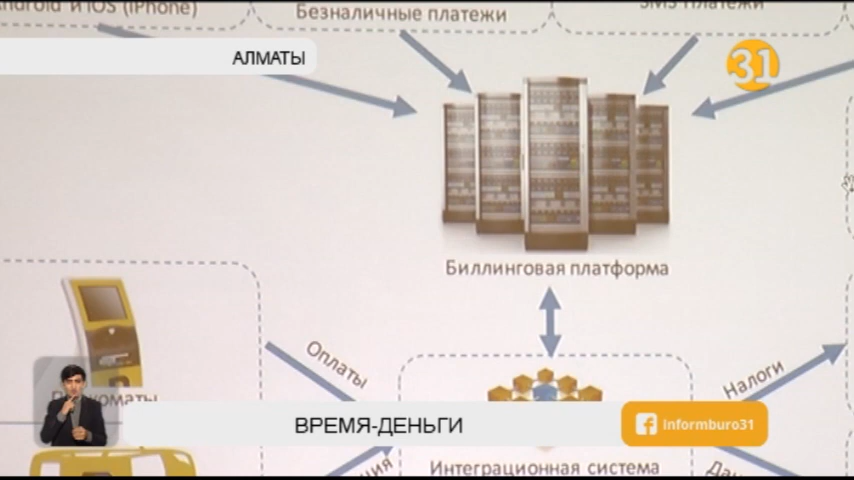 Android и iOS (iPhone)
Безналичные платежи
SMS платежи
АЛМАТЫ
31
Биллинговая платформа
Оплаты
Налоги
ВРЕМЯ-ДЕНЬГИ
Informburo31
Интеграционная система